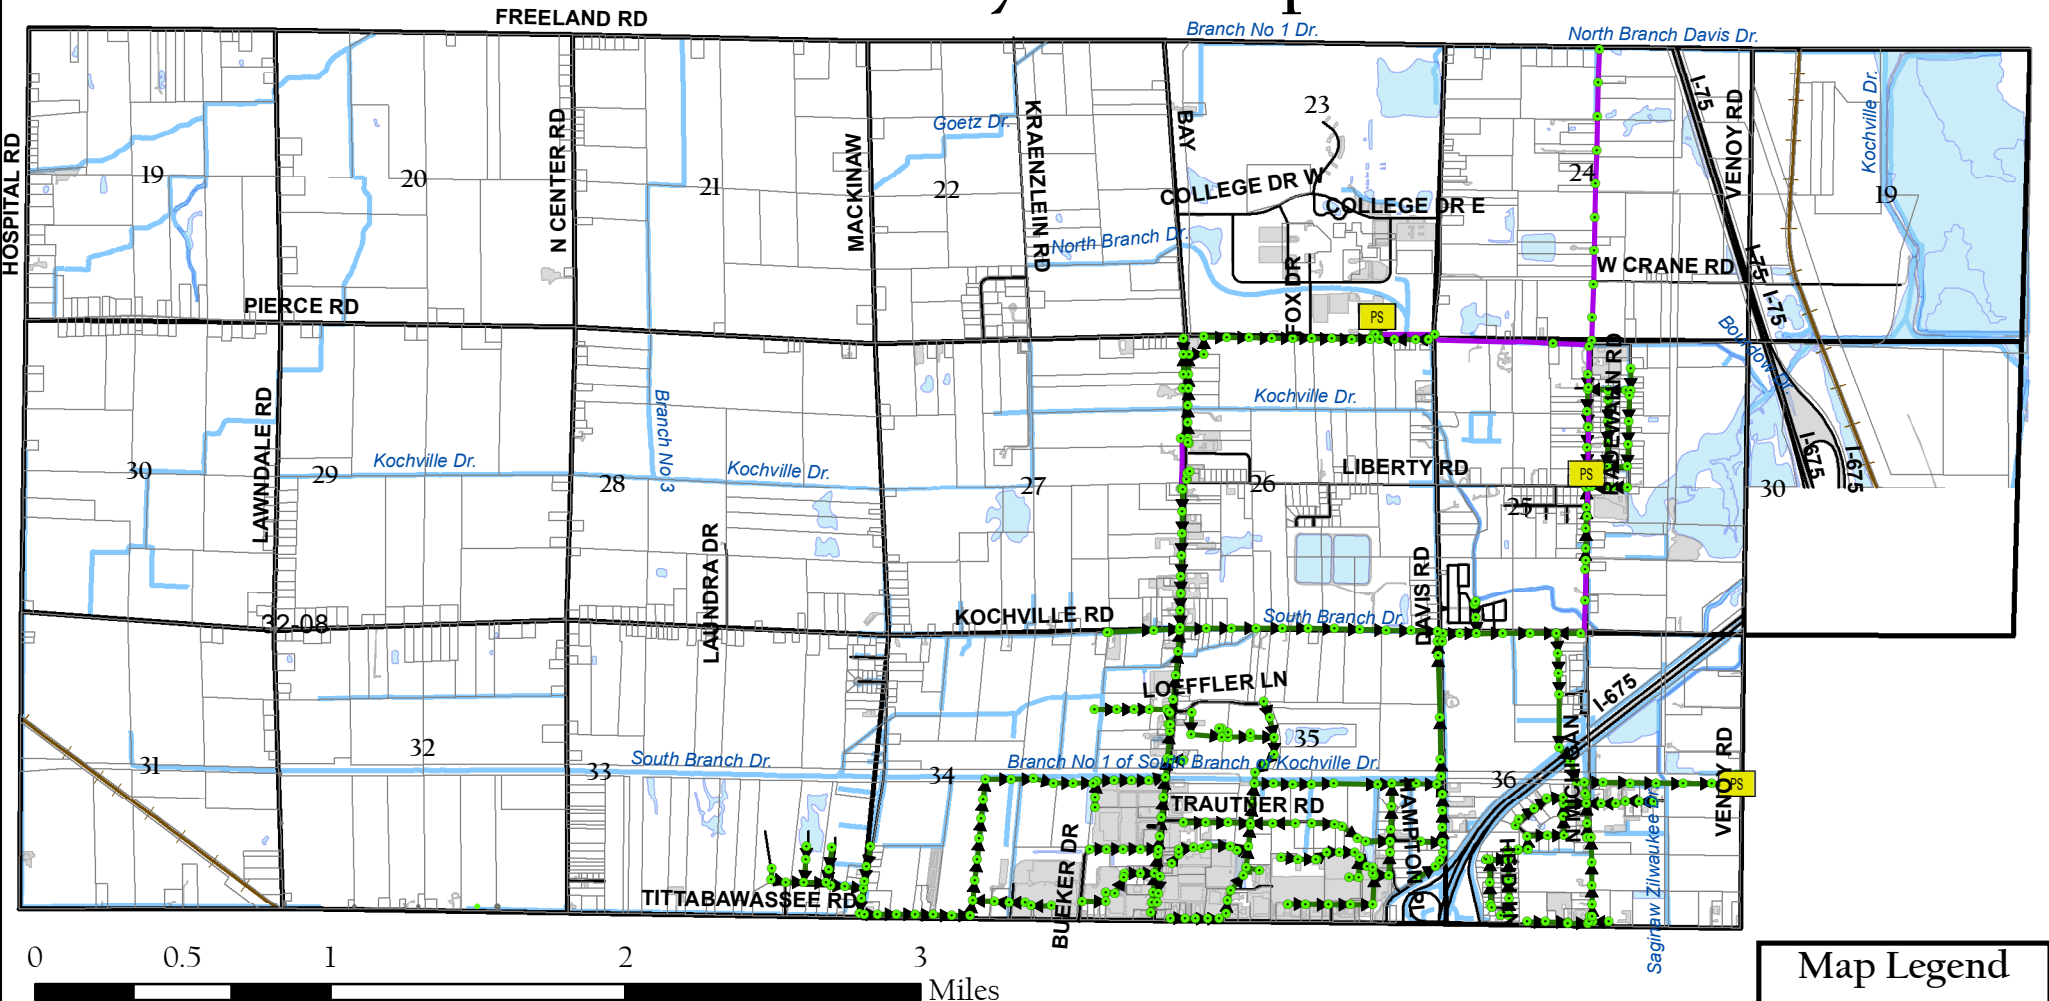 FREELAND RD
Branch No 1 Dr.
North Branch Davis Dr.
HOSPITAL RD
N CENTER RD
MACKINAW
KRAENZLEIN RD
BAY
Goetz Dr.
23
I-75
VENOY RD
Kochville Dr.
19
20
21
22
24
19
COLLEGE DR W
COLLEGE DR E
North Branch Dr.
FOX DR
W CRANE RD
I-75
I-75
PIERCE RD
PS
LAWNDALE RD
Branch No 3
Kochville Dr.
30
29
Kochville Dr.
28
Kochville Dr.
27
26
LIBERTY RD
PS
25
30
I-675
I-675
LAUNDRA DR
DAVIS RD
32-08
KOCHVILLE RD
South Branch Dr.
LOEFFLER LN
I-675
31
32
33
South Branch Dr.
34
Branch No 1 of South Branch of Kochville Dr.
35
36
N MICHIGAN
VENOY RD
PS
TRAUTNER RD
HAMPTON PL
BUEKER DR
TITTABAWASSEE RD
Saginaw Zilwaukee Dr.
0 0.5 1 2 3
Miles
Map Legend